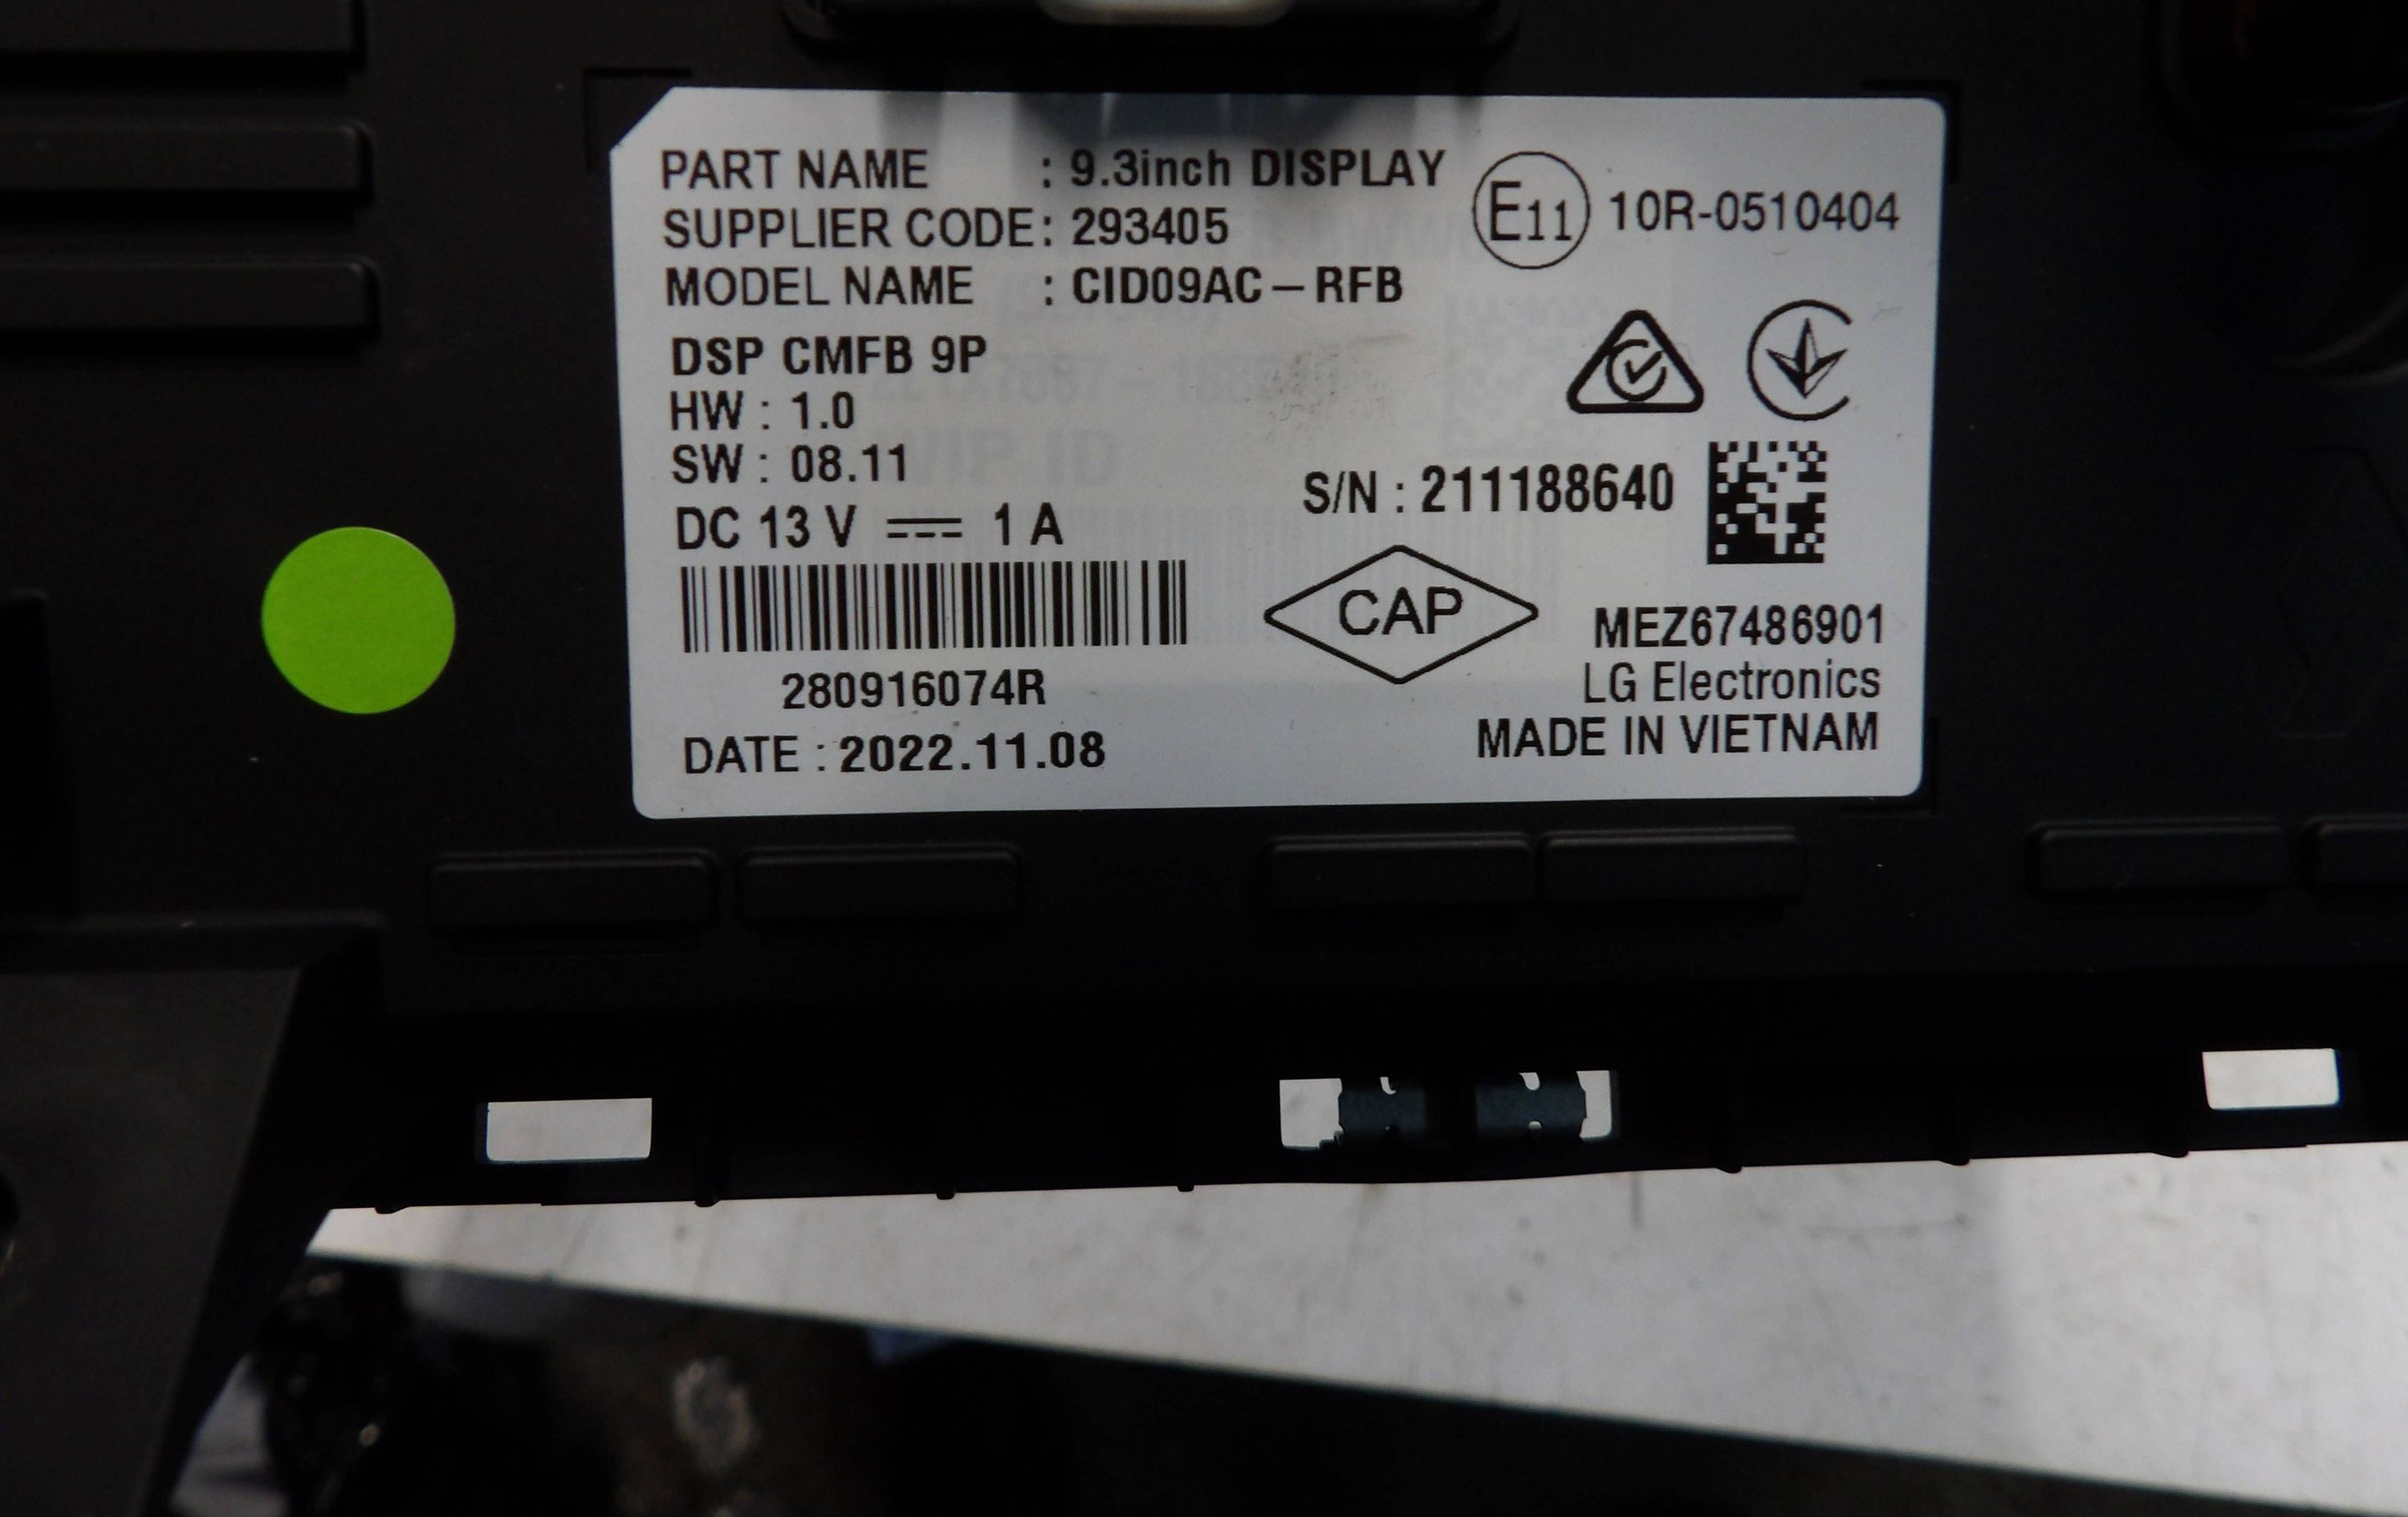 PART NAME : 9.3inch DISPLAY
SUPPLIER CODE : 293405
MODEL NAME : CID09AC-RFB
E11 10R-0510404
DSP CMFB 9P
HW : 1.0
SW : 08.11
DC 13 V ⎓ 1 A
S/N : 211188640
CAP
280916074R
DATE : 2022.11.08
MEZ67486901
LG Electronics
MADE IN VIETNAM
WIP ID